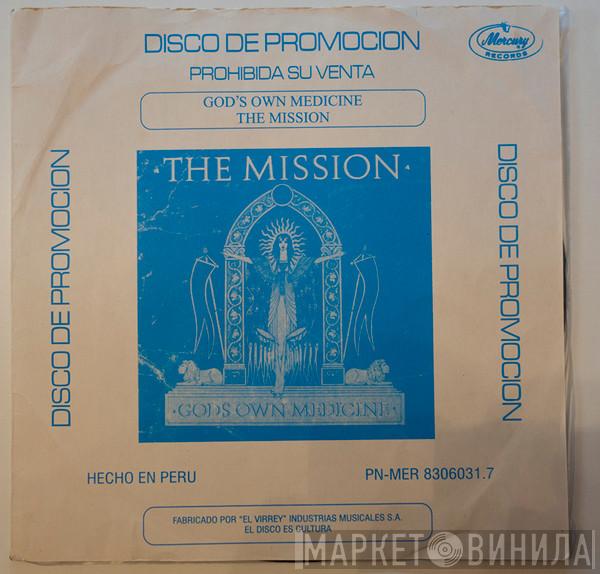 DISCO DE PROMOCION
PROHIBIDA SU VENTA
Mercury
RECORDS
GOD'S OWN MEDICINE
THE MISSION
DISCO DE PROMOCION
·THE MISSION·
·GODS OWN MEDICINE·
DISCO DE PROMOCION
HECHO EN PERU
PN-MER 8306031.7
FABRICADO POR "EL VIRREY" INDUSTRIAS MUSICALES S.A.
EL DISCO ES CULTURA
МАРКЕТ ВИНИЛА